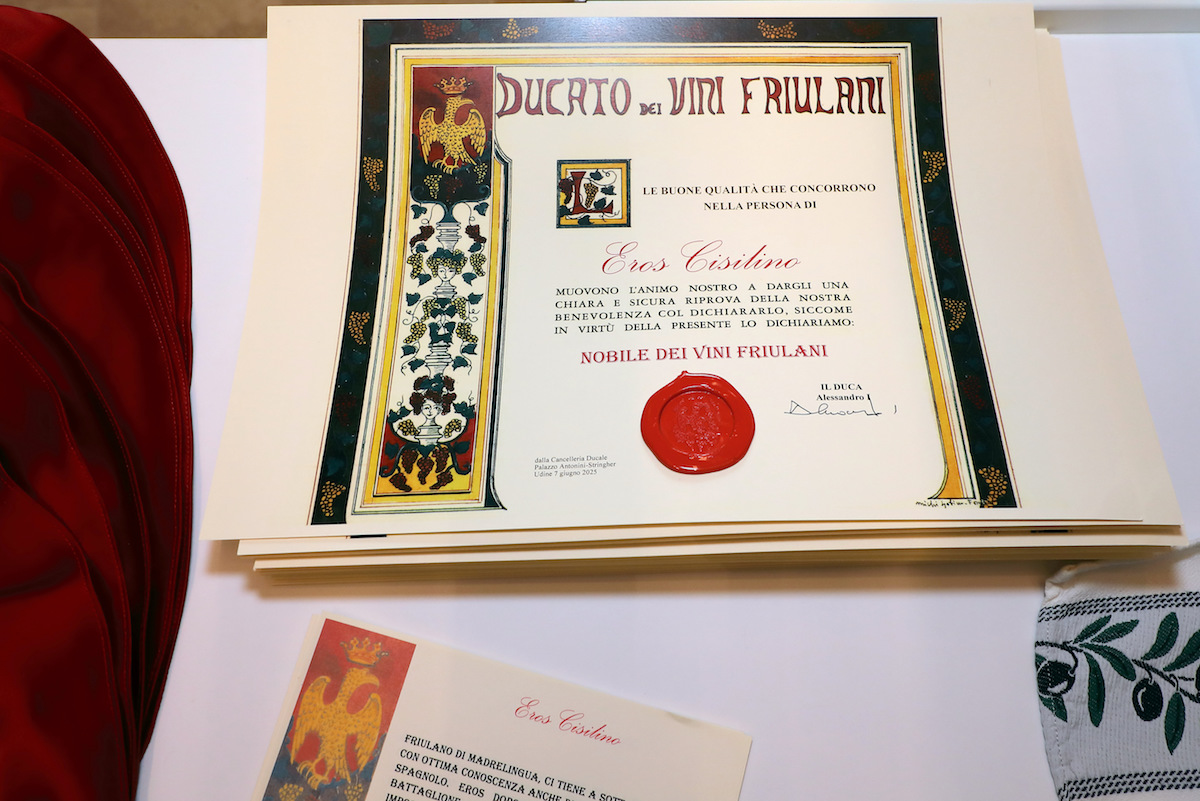 DUCATO DEI VINI FRIULANI
L
LE BUONE QUALITÀ CHE CONCORRONO
NELLA PERSONA DI
Eros Cisilino
MUOVONO L'ANIMO NOSTRO A DARGLI UNA
CHIARA E SICURA RIPROVA DELLA NOSTRA
BENEVOLENZA COL DICHIARARLO, SICCOME
IN VIRTÙ DELLA PRESENTE LO DICHIARIAMO:
NOBILE DEI VINI FRIULANI
IL DUCA
Alessandro I
dalla Cancelleria Ducale
Palazzo Antonini-Stringher
Udine 7 giugno 2025
Eros Cisilino
FRIULANO DI MADRELINGUA, CI TIENE A
CON OTTIMA CONOSCENZA ANCHE
SPAGNOLO. EROS
BATTAGLIONE